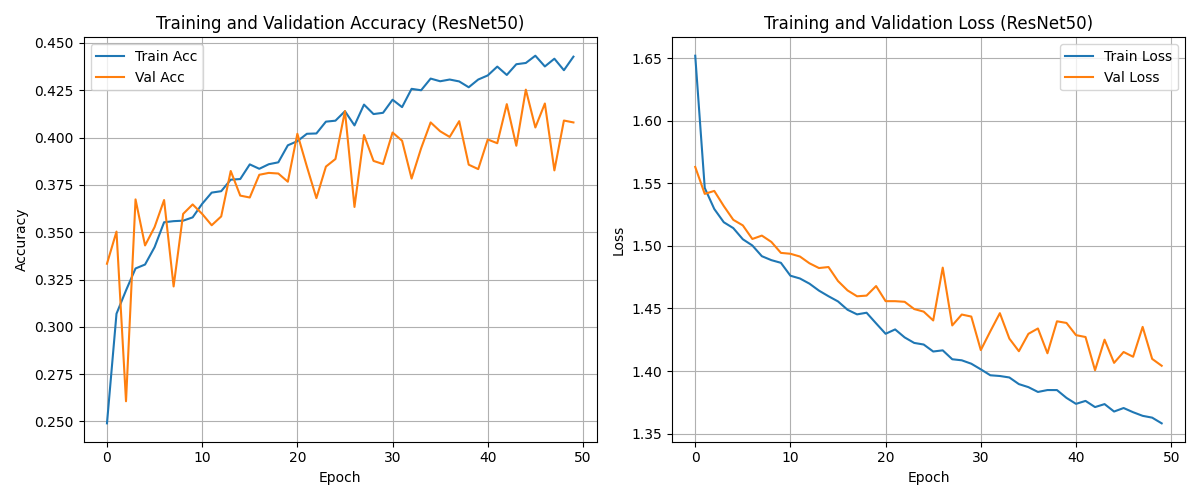 Training and Validation Accuracy (ResNet50)
Train Acc
Val Acc
0.450
0.425
0.400
0.375
0.350
0.325
0.300
0.275
0.250
Accuracy
0 10 20 30 40 50
Epoch
Training and Validation Loss (ResNet50)
Train Loss
Val Loss
1.65
1.60
1.55
1.50
1.45
1.40
1.35
Loss
0 10 20 30 40 50
Epoch